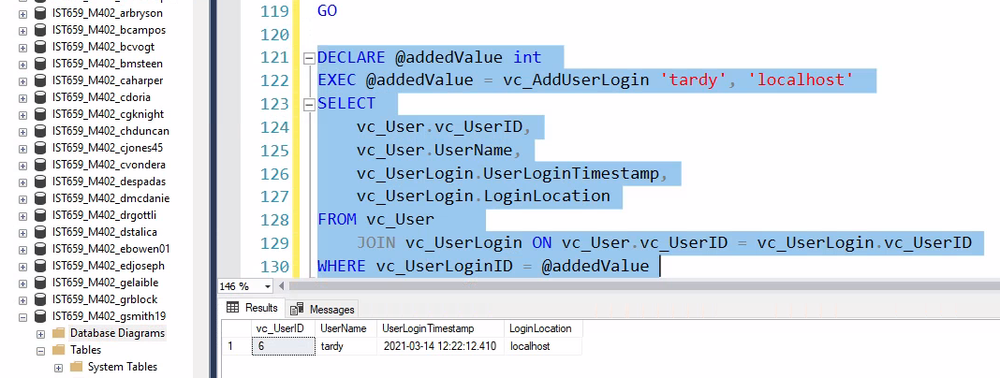 IST659_M402_arbryson
IST659_M402_bcampos
IST659_M402_bcvogt
IST659_M402_bmsteen
IST659_M402_caharper
IST659_M402_cdoria
IST659_M402_cgknight
IST659_M402_chduncan
IST659_M402_cjones45
IST659_M402_cvondera
IST659_M402_despadas
IST659_M402_dmcdanie
IST659_M402_drgottli
IST659_M402_dstalica
IST659_M402_ebowen01
IST659_M402_edjoseph
IST659_M402_gelaible
IST659_M402_grblock
IST659_M402_gsmith19
Database Diagrams
Tables
System Tables
119 GO
120
121 DECLARE @addedValue int
122 EXEC @addedValue = vc_AddUserLogin 'tardy', 'localhost'
123 SELECT
124 vc_User.vc_UserID,
125 vc_User.UserName,
126 vc_UserLogin.UserLoginTimestamp,
127 vc_UserLogin.LoginLocation
128 FROM vc_User
129 JOIN vc_UserLogin ON vc_User.vc_UserID = vc_UserLogin.vc_UserID
130 WHERE vc_UserLoginID = @addedValue
146 %
Results Messages
vc_UserID UserName UserLoginTimestamp LoginLocation
1 6 tardy 2021-03-14 12:22:12.410 localhost